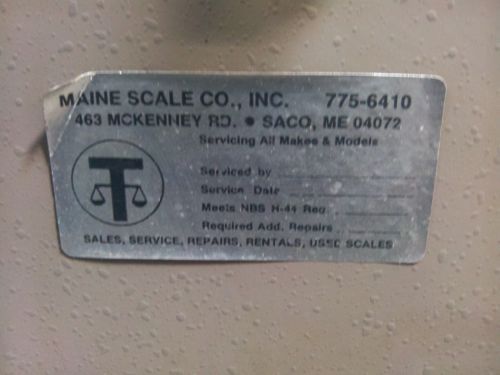 MAINE SCALE CO., INC. 775-6410
463 MCKENNEY RD. • SACO, ME 04072
Servicing All Makes & Models
Serviced by
Service Date
Meets NBS H-44 Req.
Required Add. Repairs
T
SALES, SERVICE, REPAIRS, RENTALS, USED SCALES